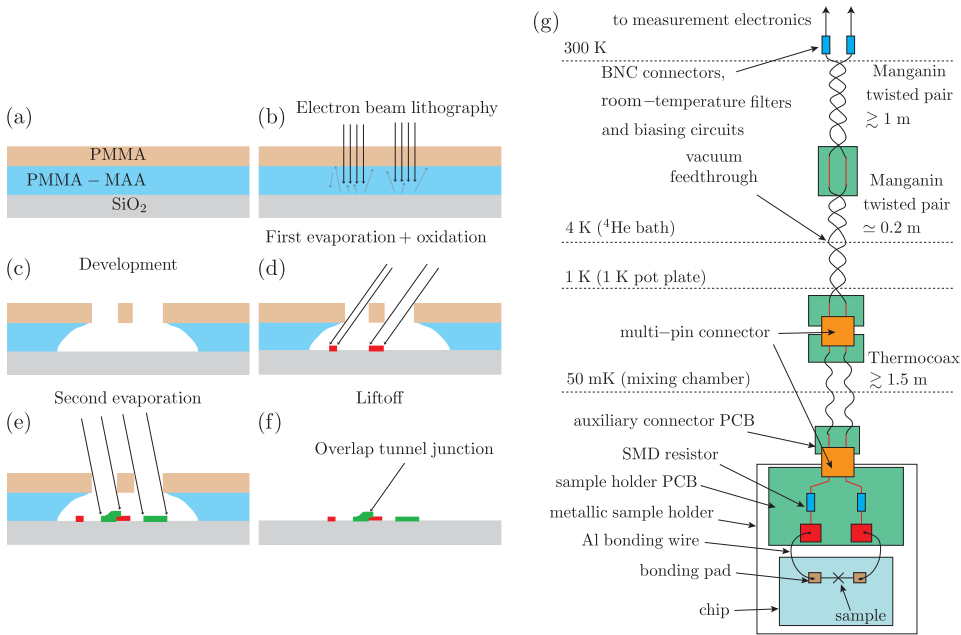 (a)
PMMA
PMMA − MAA
SiO₂
(b)
Electron beam lithography
(c)
Development
First evaporation + oxidation
(d)
(e)
Second evaporation
(f)
Liftoff
Overlap tunnel junction
(g)
to measurement electronics
300 K
BNC connectors,
room−temperature filters
and biasing circuits
Manganin
twisted pair
≳ 1 m
vacuum
feedthrough
Manganin
twisted pair
≃ 0.2 m
4 K (⁴He bath)
1 K (1 K pot plate)
multi−pin connector
Thermocoax
≳ 1.5 m
50 mK (mixing chamber)
auxiliary connector PCB
SMD resistor
sample holder PCB
metallic sample holder
Al bonding wire
bonding pad
chip
sample